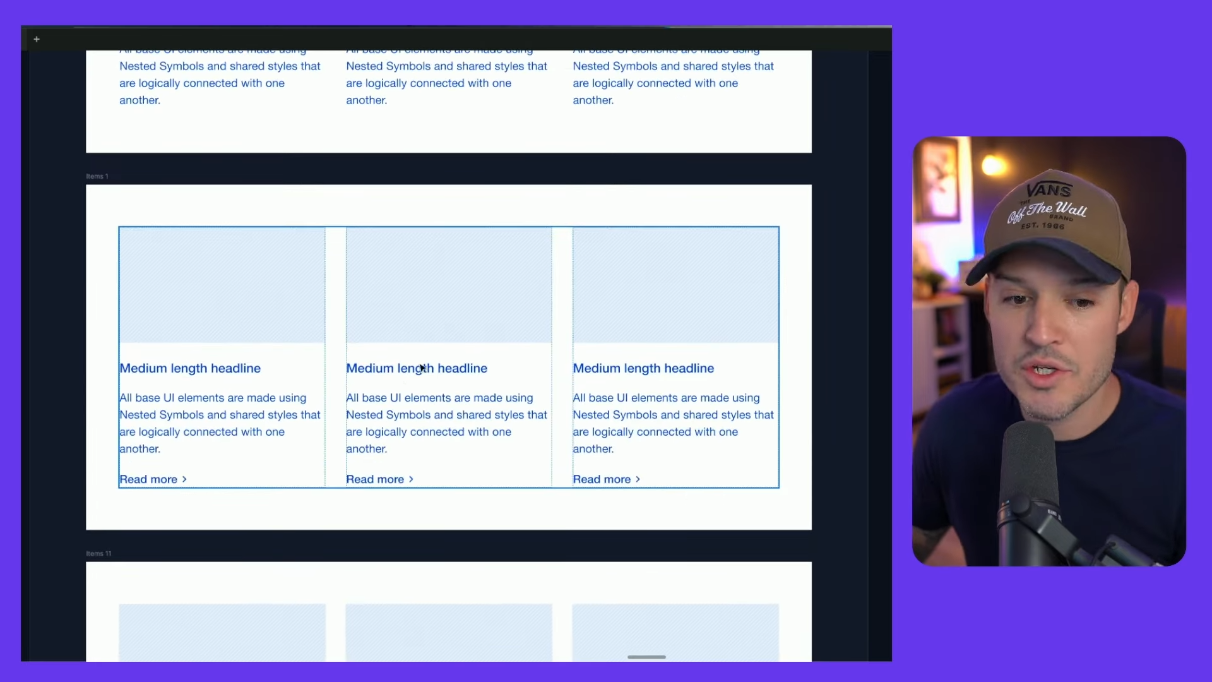 +
All base UI elements are made using
Nested Symbols and shared styles that
are logically connected with one
another.
All base UI elements are made using
Nested Symbols and shared styles that
are logically connected with one
another.
All base UI elements are made using
Nested Symbols and shared styles that
are logically connected with one
another.
Items 1
Medium length headline
All base UI elements are made using
Nested Symbols and shared styles that
are logically connected with one
another.
Read more >
Medium length headline
All base UI elements are made using
Nested Symbols and shared styles that
are logically connected with one
another.
Read more >
Medium length headline
All base UI elements are made using
Nested Symbols and shared styles that
are logically connected with one
another.
Read more >
Items 11
VANS
THE
Off The Wall
BRAND
EST. 1966